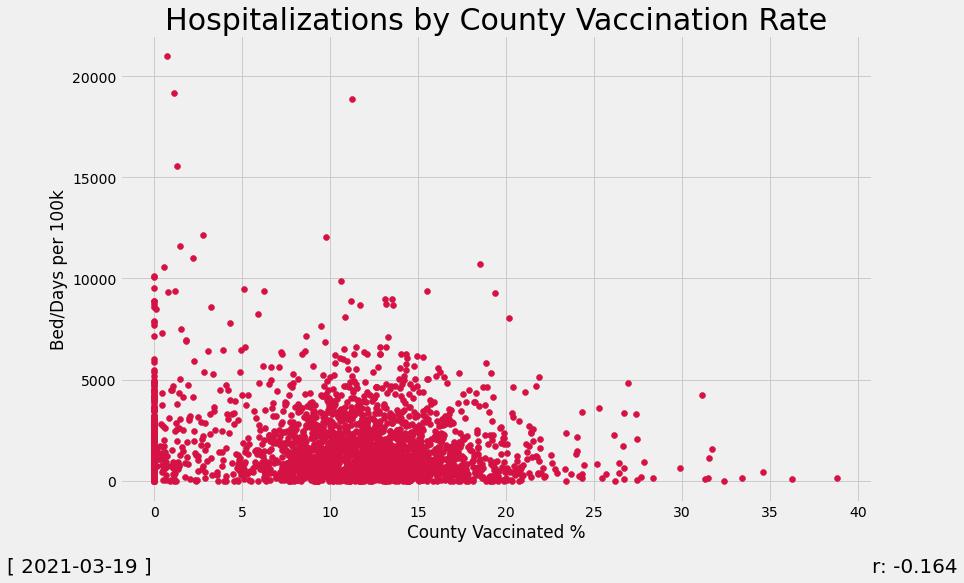 Hospitalizations by County Vaccination Rate
20000
15000
10000
5000
0
Bed/Days per 100k
0 5 10 15 20 25 30 35 40
County Vaccinated %
[ 2021-03-19 ] r: -0.164